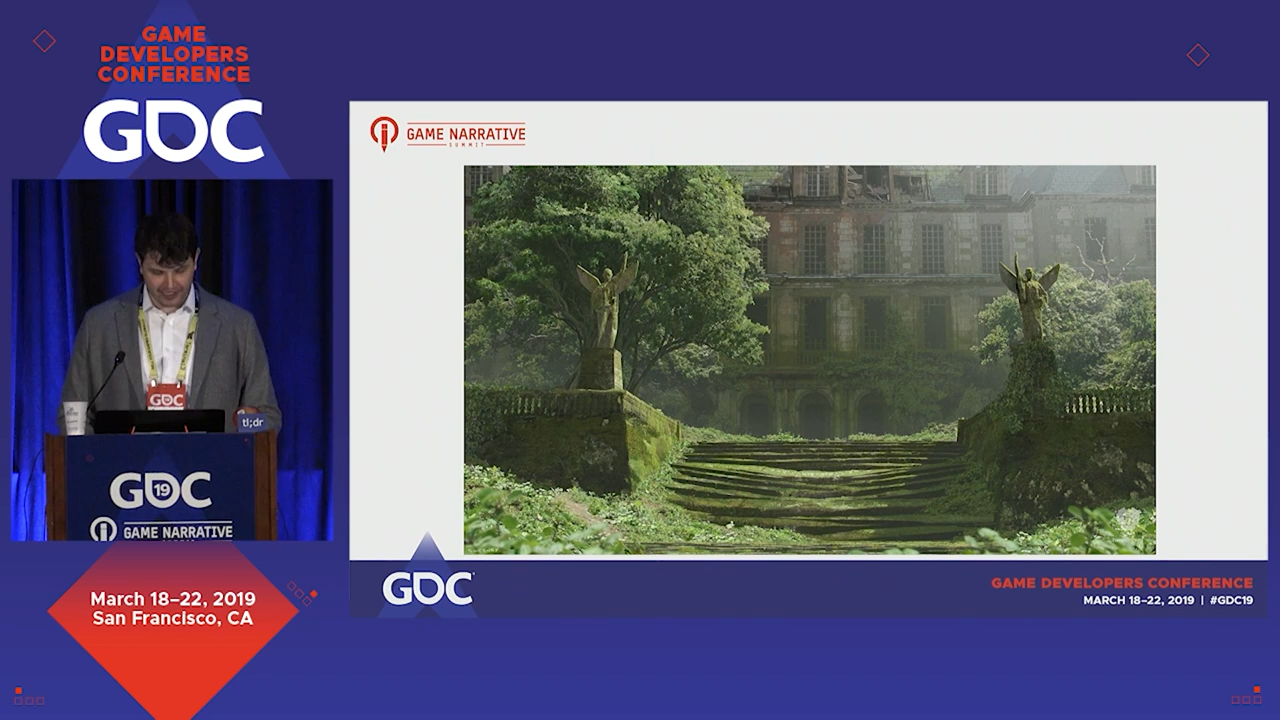 GAME
DEVELOPERS
CONFERENCE
GDC
GAME NARRATIVE
SUMMIT
GDC
tl;dr
GDC
19
GAME NARRATIVE
March 18–22, 2019
San Francisco, CA
GDC
GAME DEVELOPERS CONFERENCE
MARCH 18–22, 2019 | #GDC19